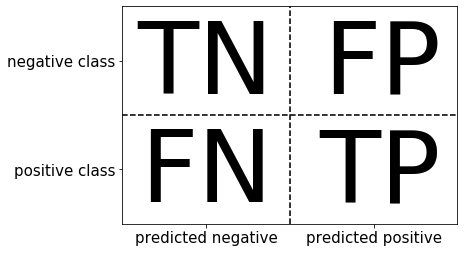 negative class TN FP
positive class FN TP
predicted negative predicted positive